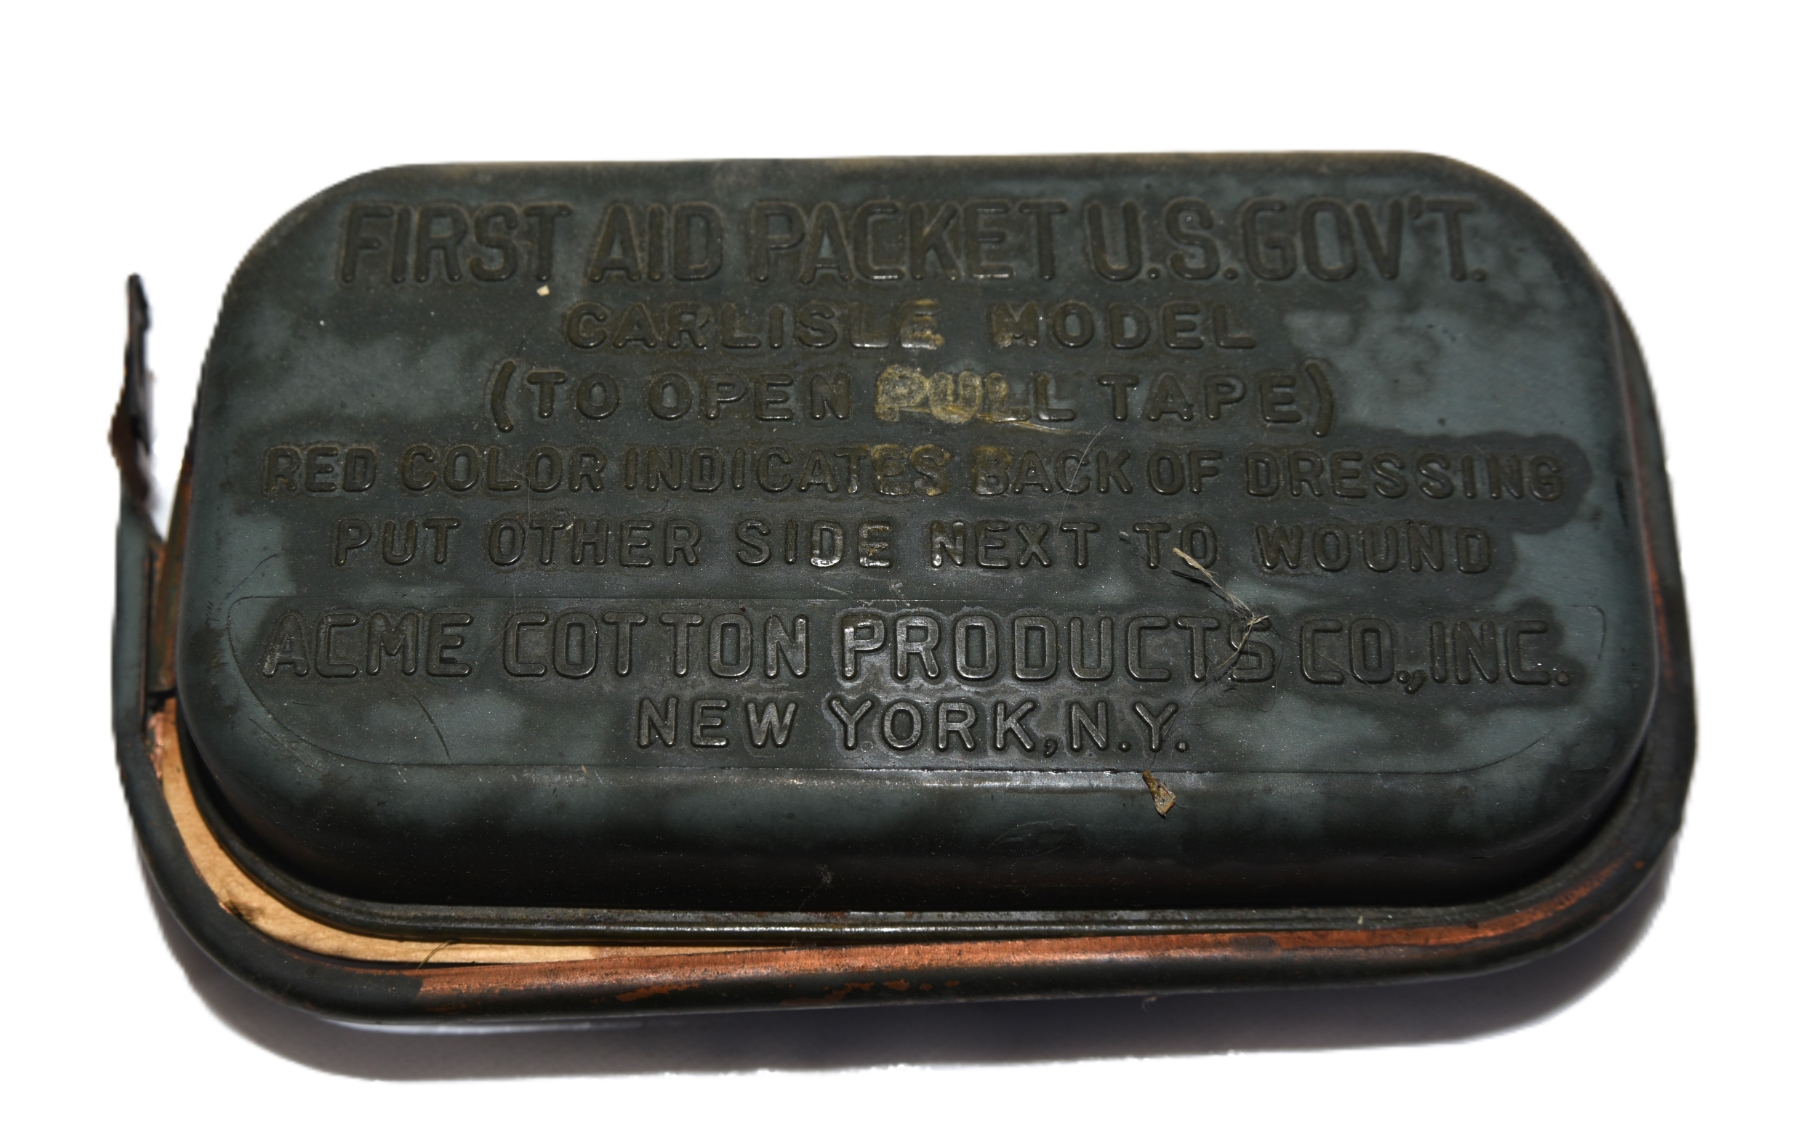 FIRST AID PACKET U.S. GOV'T.
CARLISLE MODEL
(TO OPEN PULL TAPE)
RED COLOR INDICATES BACK OF DRESSING
PUT OTHER SIDE NEXT TO WOUND
ACME COTTON PRODUCTS CO., INC.
NEW YORK, N.Y.